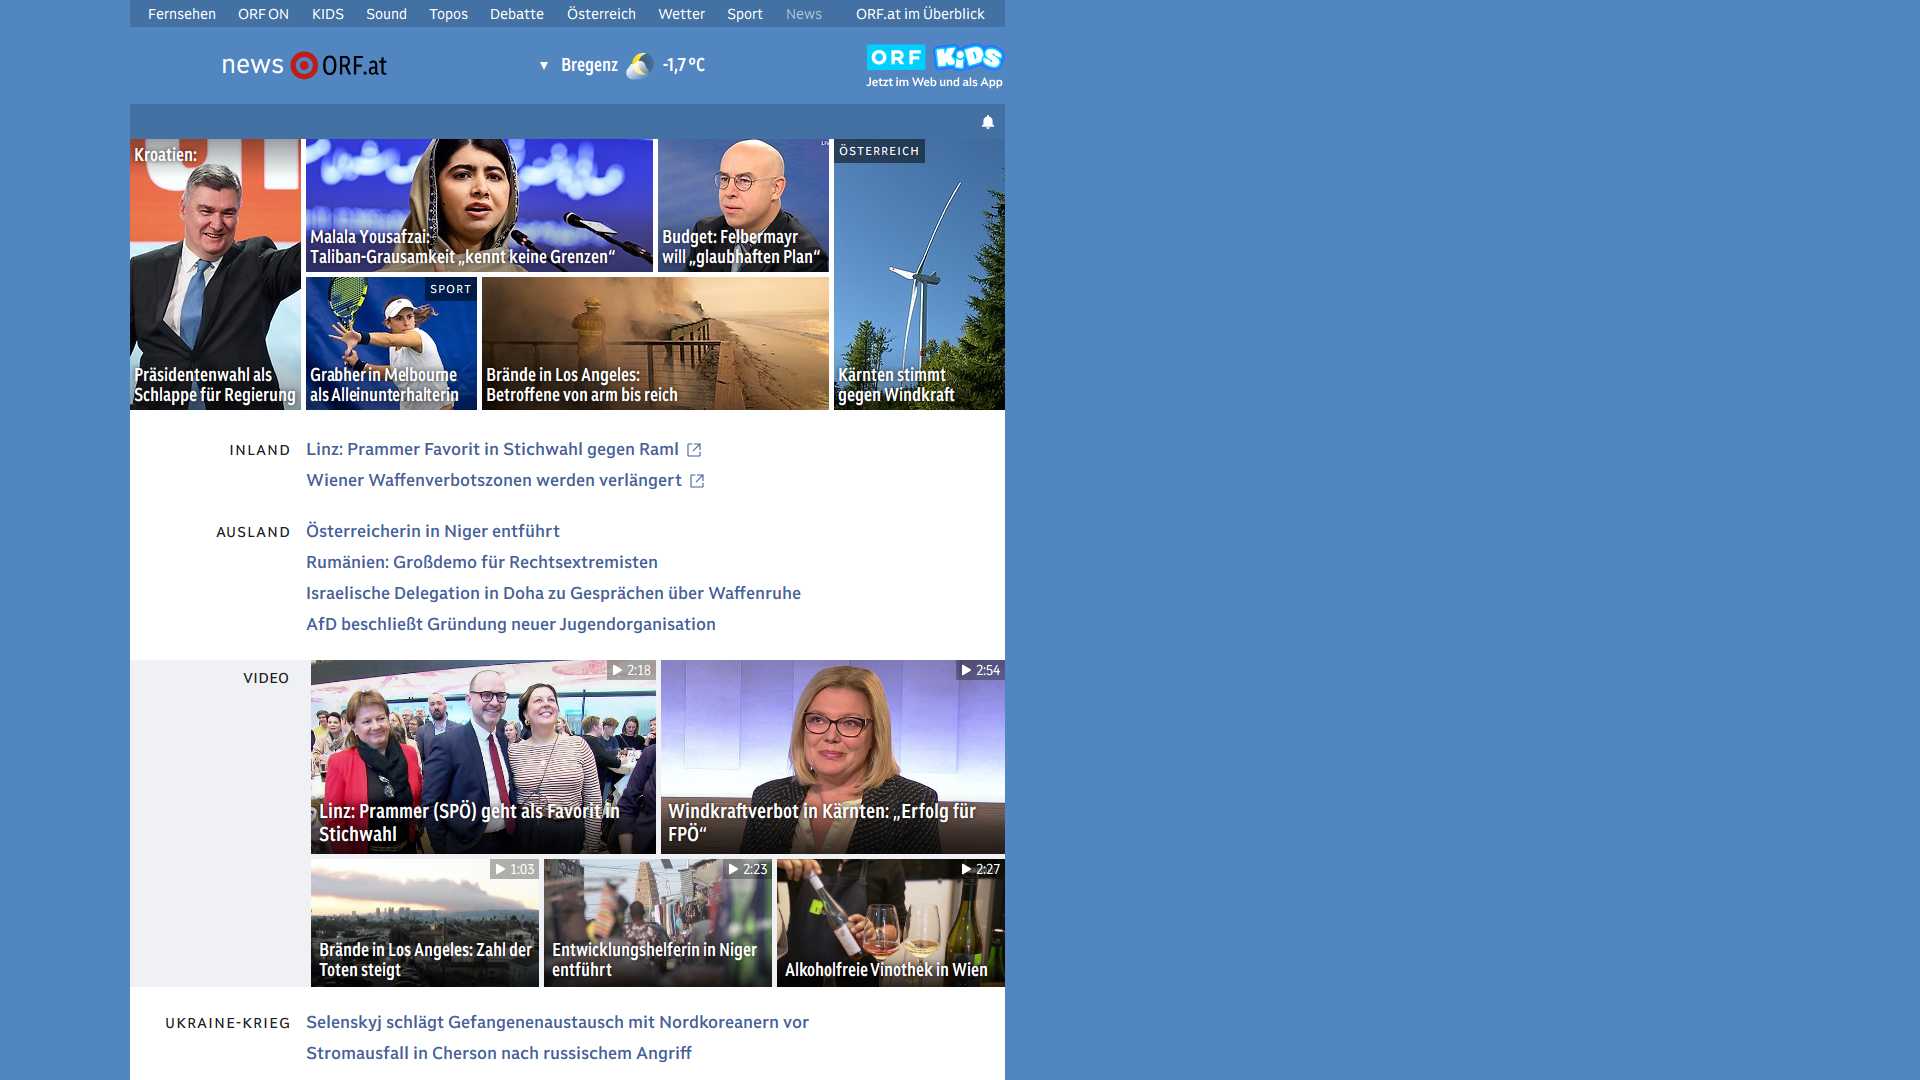 Fernsehen ORF ON KIDS Sound Topos Debatte Österreich Wetter Sport News ORF.at im Überblick
news ORF.at
▼ Bregenz -1,7 °C
ORF KiDS
Jetzt im Web und als App
Kroatien:
Präsidentenwahl als
Schlappe für Regierung
Malala Yousafzai:
Taliban-Grausamkeit „kennt keine Grenzen“
Budget: Felbermayr
will „glaubhaften Plan“
ÖSTERREICH
Kärnten stimmt
gegen Windkraft
SPORT
Grabher in Melbourne
als Alleinunterhalterin
Brände in Los Angeles:
Betroffene von arm bis reich
INLAND
Linz: Prammer Favorit in Stichwahl gegen Raml
Wiener Waffenverbotszonen werden verlängert
AUSLAND
Österreicherin in Niger entführt
Rumänien: Großdemo für Rechtsextremisten
Israelische Delegation in Doha zu Gesprächen über Waffenruhe
AfD beschließt Gründung neuer Jugendorganisation
VIDEO
2:18
Linz: Prammer (SPÖ) geht als Favorit in
Stichwahl
2:54
Windkraftverbot in Kärnten: „Erfolg für
FPÖ“
1:03
Brände in Los Angeles: Zahl der
Toten steigt
2:23
Entwicklungshelferin in Niger
entführt
2:27
Alkoholfreie Vinothek in Wien
UKRAINE-KRIEG
Selenskyj schlägt Gefangenenaustausch mit Nordkoreanern vor
Stromausfall in Cherson nach russischem Angriff